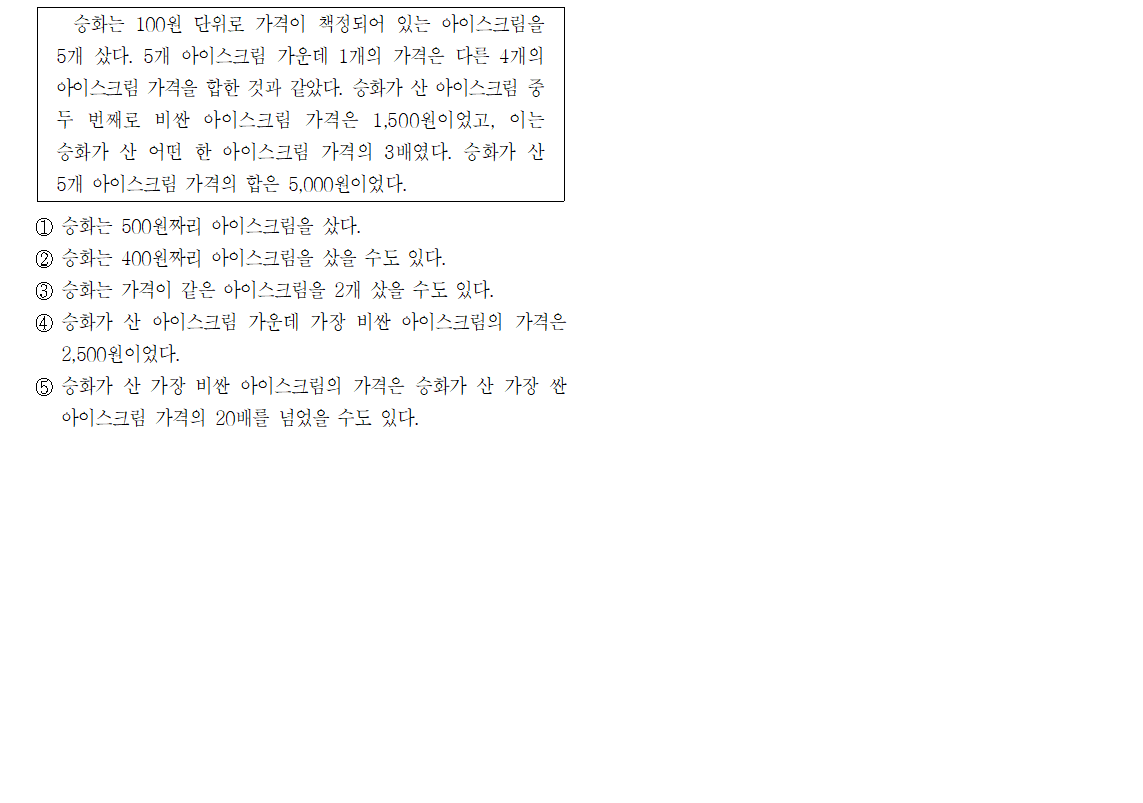 승화는 100원 단위로 가격이 책정되어 있는 아이스크림을
5개 샀다. 5개 아이스크림 가운데 1개의 가격은 다른 4개의
아이스크림 가격을 합한 것과 같았다. 승화가 산 아이스크림 중
두 번째로 비싼 아이스크림 가격은 1,500원이었고, 이는
승화가 산 어떤 한 아이스크림 가격의 3배였다. 승화가 산
5개 아이스크림 가격의 합은 5,000원이었다.
① 승화는 500원짜리 아이스크림을 샀다.
② 승화는 400원짜리 아이스크림을 샀을 수도 있다.
③ 승화는 가격이 같은 아이스크림을 2개 샀을 수도 있다.
④ 승화가 산 아이스크림 가운데 가장 비싼 아이스크림의 가격은
2,500원이었다.
⑤ 승화가 산 가장 비싼 아이스크림의 가격은 승화가 산 가장 싼
아이스크림 가격의 20배를 넘었을 수도 있다.